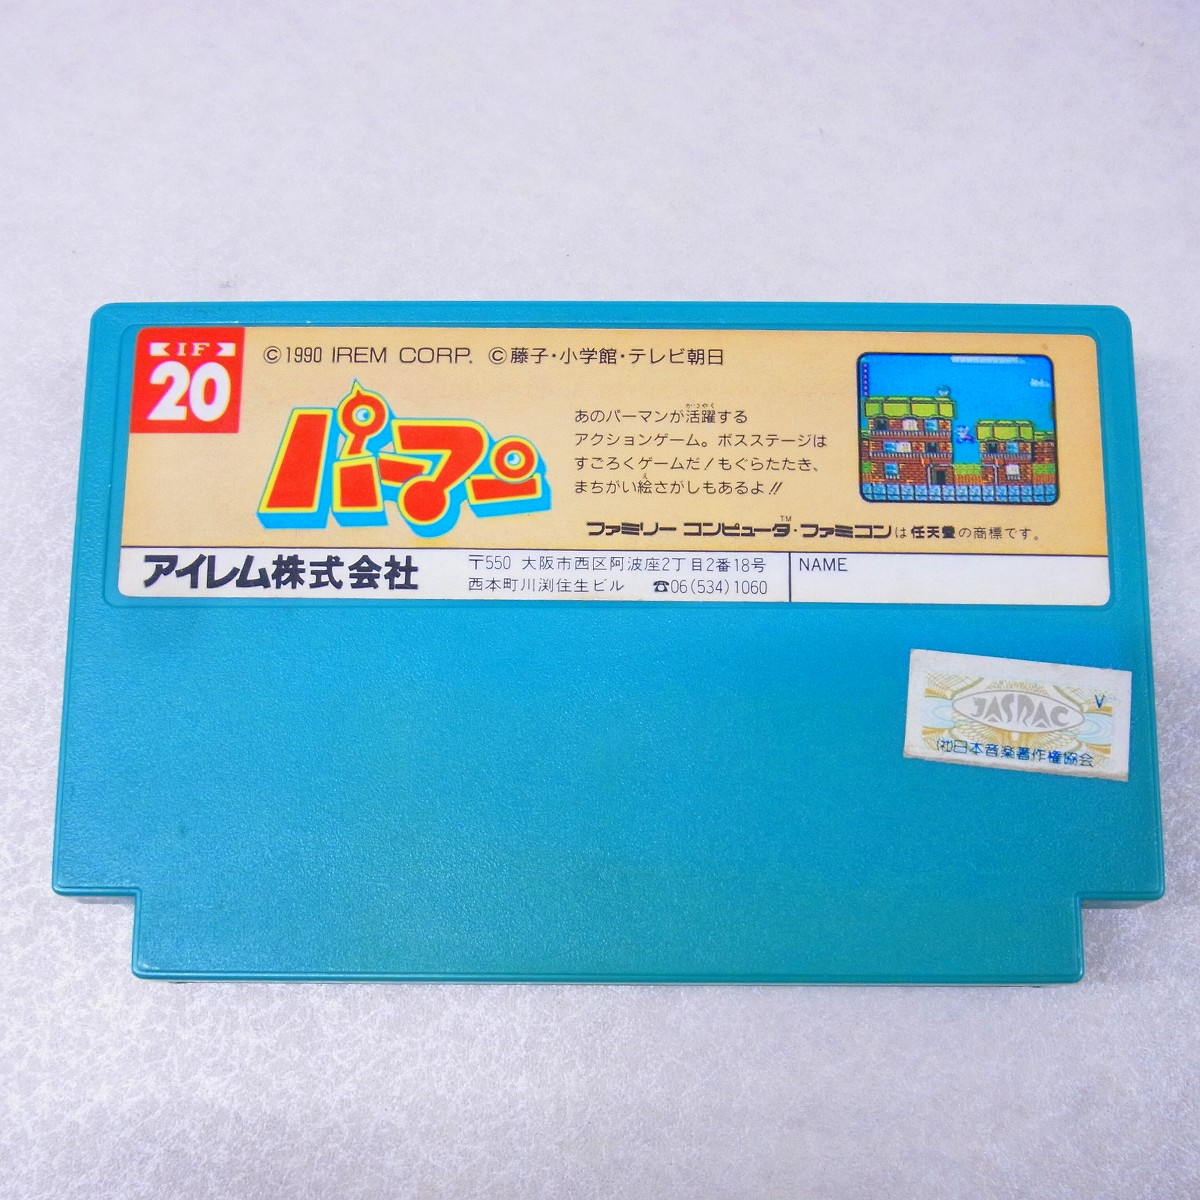 IF
20
©1990 IREM CORP. ©藤子・小学館・テレビ朝日
パーマン
あのパーマンが活躍する
かつやく
アクションゲーム。ボスステージは
すごろくゲームだ!もぐらたたき、
まちがい絵さがしもあるよ!!
え
ファミリーコンピュータ™・ファミコンは任天堂の商標です。
アイレム株式会社
〒550 大阪市西区阿波座2丁目2番18号
西本町川渕住生ビル ☎06(534)1060
NAME
JASRAC V
(社)日本音楽著作権協会